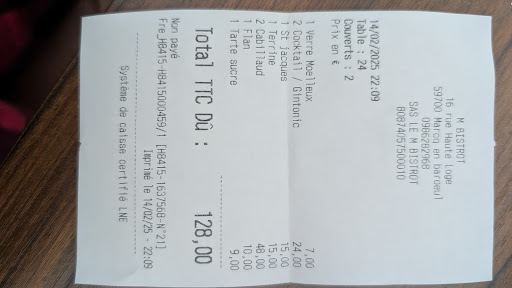 M BISTROT
16 rue Haute Loge
59700 Marcq en baroeul
0986282968
SAS LE M BISTROT
80874057500010
14/02/2025 22:09
Table : 24
Couverts : 2
Prix en €
1 Verre Moelleux 7,00
2 Cocktail / Gintonic 24,00
1 St jacques 15,00
1 Terrine 15,00
2 Cabillaud 48,00
1 Flan 10,00
1 Tarte sucre 9,00
Total TTC Dû : 128,00
Non payé
Fre_H8415-H8415000459/1 [H8415-1637568-N°21]
Imprimé le 14/02/25 - 22:09
Système de caisse certifié LNE